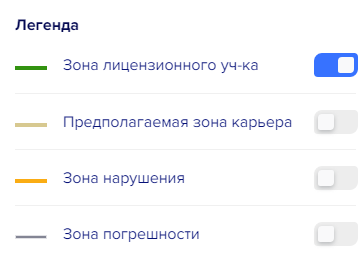 Легенда
Зона лицензионного уч-ка
Предполагаемая зона карьера
Зона нарушения
Зона погрешности